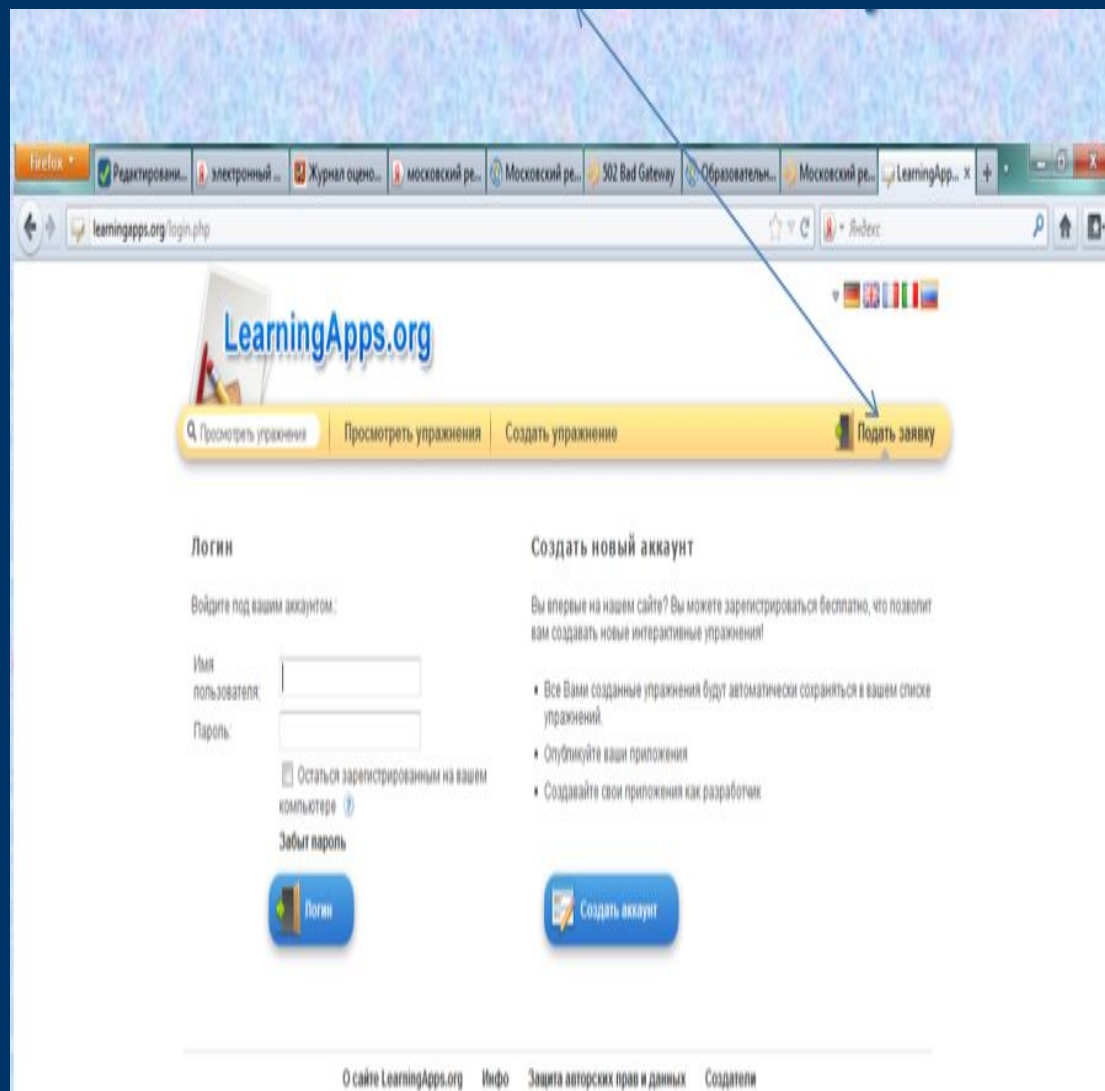 Firefox
Редактировани...
электронный ...
Журнал оцено...
московский ре...
Московский ре...
502 Bad Gateway
Образовательн...
Московский ре...
LearningApp... x
learningapps.org/login.php
Яндекс
LearningApps.org
Просмотреть упражнения
Просмотреть упражнения
Создать упражнение
Подать заявку
Логин
Войдите под вашим аккаунтом.:
Имя
пользователя:
Пароль:
Остаться зарегистрированным на вашем
компьютере ?
Забыт пароль
Логин
Создать новый аккаунт
Вы впервые на нашем сайте? Вы можете зарегистрироваться бесплатно, что позволит
вам создавать новые интерактивные упражнения!
Все Вами созданные упражнения будут автоматически сохраняться в вашем списке
упражнений.
Опубликуйте ваши приложения
Создавайте свои приложения как разработчик
Создать аккаунт
О сайте LearningApps.org Инфо Защита авторских прав и данных Создатели